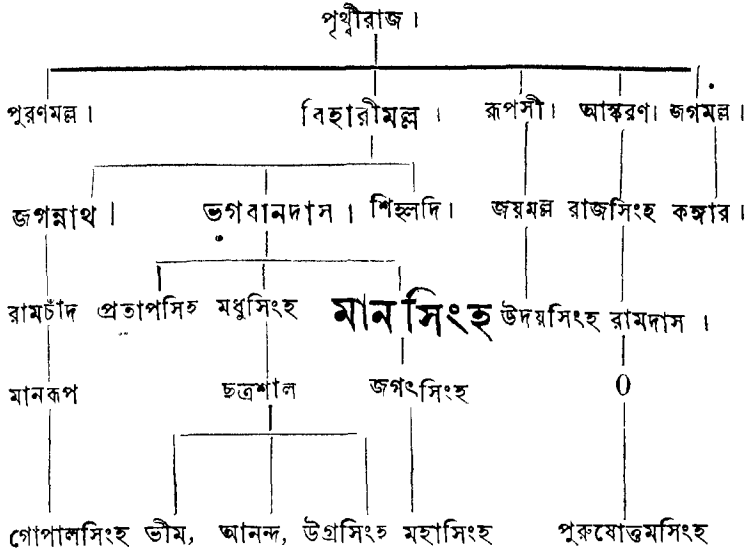 পৃথ্বীরাজ।
পুরণমল্ল। বিহারীমল্ল। রূপসী। আস্করণ। জগমল্ল।
জগন্নাথ। ভগবানদাস। শিহ্লদি। জয়মল্ল রাজসিংহ কঙ্গার।
রামচাঁদ প্রতাপসিংহ মধুসিংহ মানসিংহ উদয়সিংহ রামদাস।
মানরূপ ছত্রশাল জগৎসিংহ 0
গোপালসিংহ ভীম, আনন্দ, উগ্রসিংহ মহাসিংহ পুরুষোত্তমসিংহ